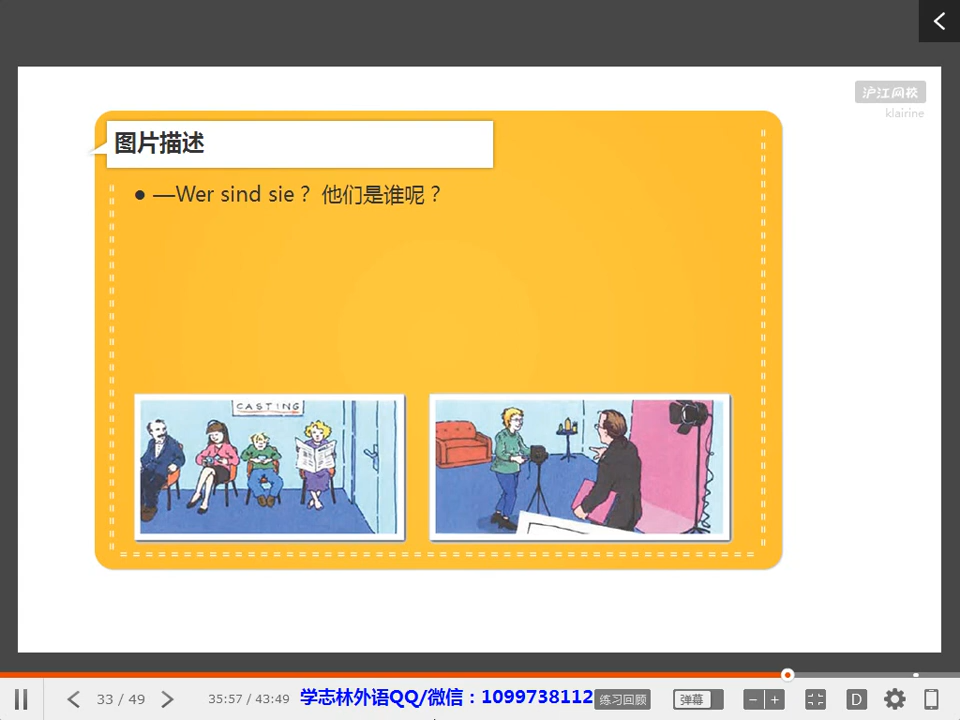 沪江网校
klairine
图片描述
● —Wer sind sie？ 他们是谁呢？
CASTING
33 / 49
35:57 / 43:49
学志林外语QQ/微信：1099738112
练习回顾
弹幕
D